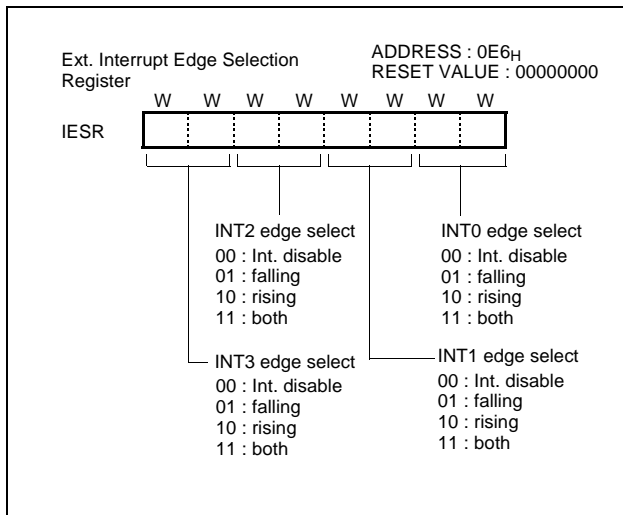 Ext. Interrupt Edge Selection
Register
ADDRESS : 0E6H
RESET VALUE : 00000000
W W W W W W W W
IESR
INT2 edge select
00 : Int. disable
01 : falling
10 : rising
11 : both
INT0 edge select
00 : Int. disable
01 : falling
10 : rising
11 : both
INT3 edge select
00 : Int. disable
01 : falling
10 : rising
11 : both
INT1 edge select
00 : Int. disable
01 : falling
10 : rising
11 : both